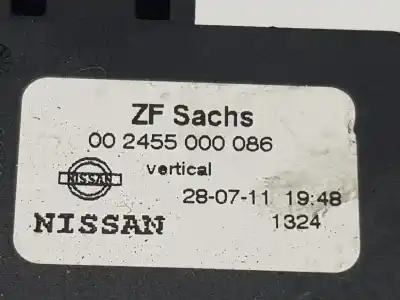 ZF Sachs
00 2455 000 086
vertical
NISSAN
28-07-11 19:48
NISSAN 1324